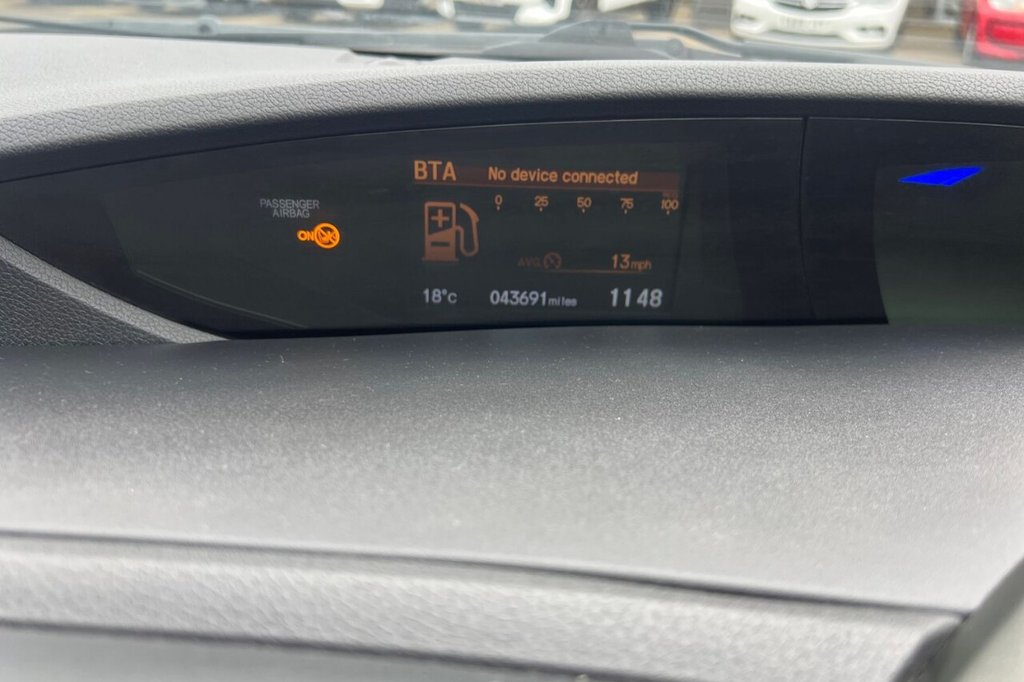 BTA No device connected
0 25 50 75 100
PASSENGER
AIRBAG
ON
AVG. 13mph
18°c 043691miles 1148